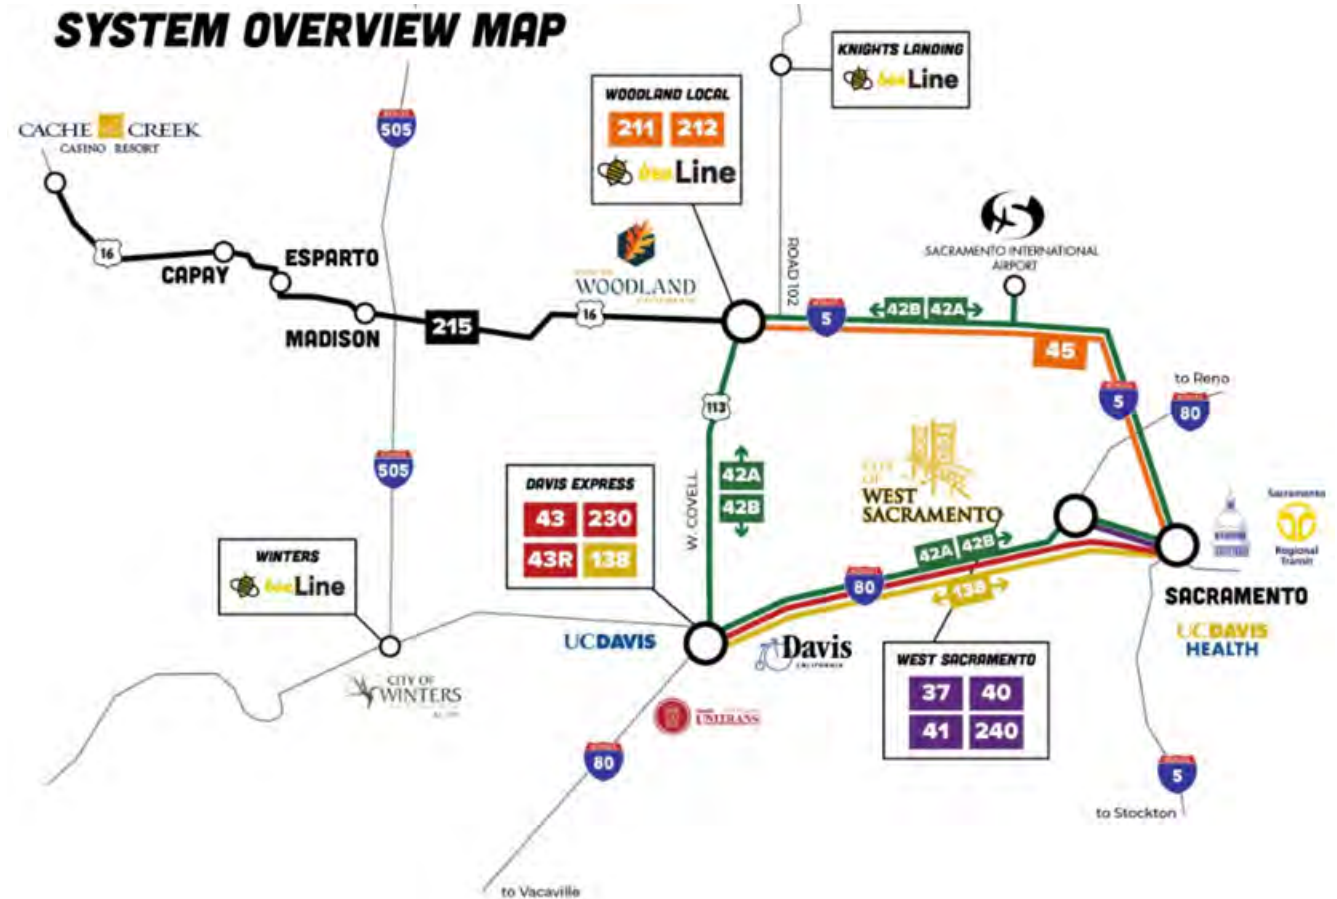 SYSTEM OVERVIEW MAP
KNIGHTS LANDING
beeLine
WOODLAND LOCAL
211 212
beeLine
505
CACHE CREEK
CASINO RESORT
16
CAPAY
ESPARTO
MADISON
215
16
WOODLAND
ROAD 102
5
42B 42A
SACRAMENTO INTERNATIONAL
AIRPORT
45
5
to Reno
80
113
W. COVELL
42A
42B
505
DAVIS EXPRESS
43 230
43R 138
CITY
OF
WEST
SACRAMENTO
42A 42B
80
138
Sacramento
Regional
Transit
SACRAMENTO
UCDAVIS
HEALTH
WINTERS
beeLine
CITY OF
WINTERS
UCDAVIS
Davis
CALIFORNIA
UNITRANS
WEST SACRAMENTO
37 40
41 240
80
5
to Stockton
to Vacaville